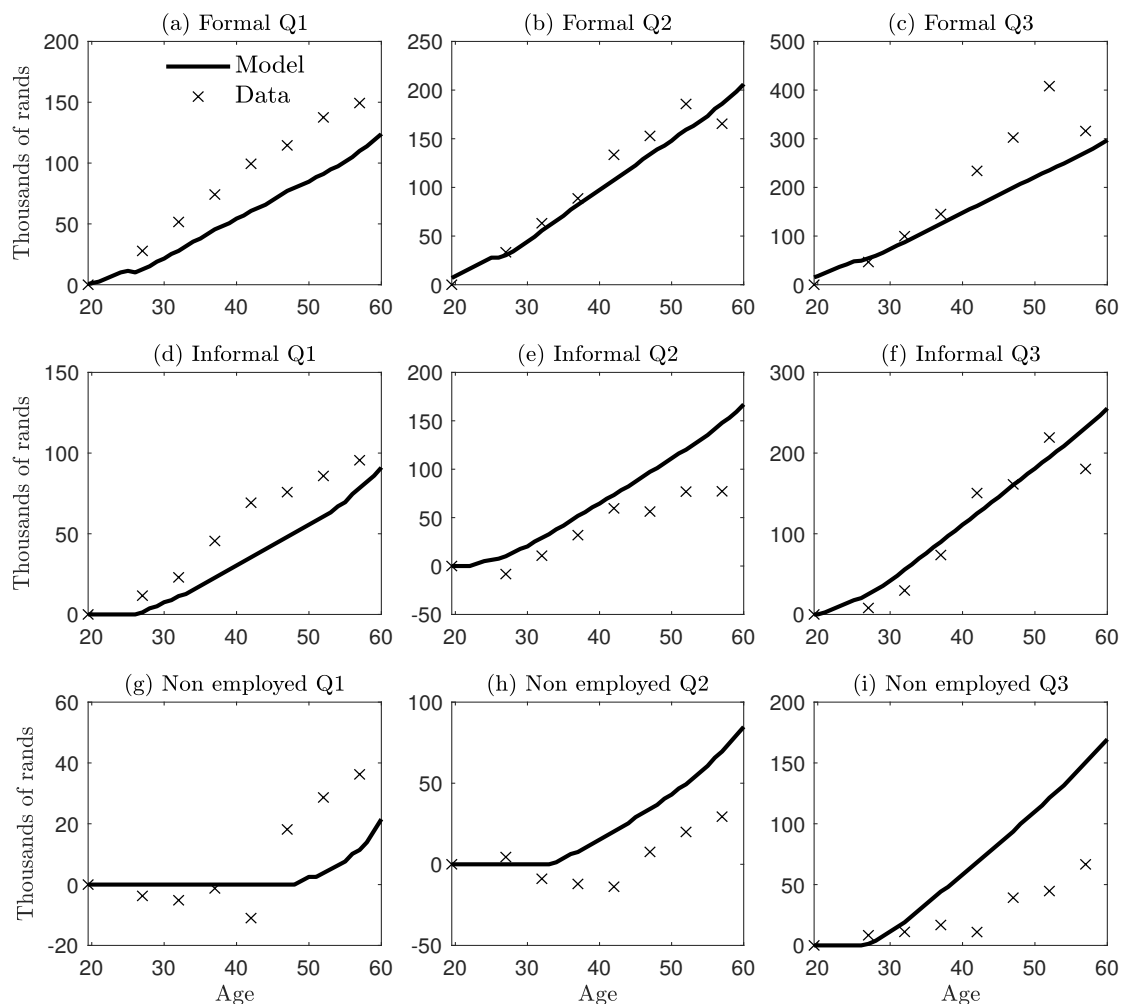 (a) Formal Q1
(b) Formal Q2
(c) Formal Q3
Thousands of rands
200
150
100
50
0
20 30 40 50 60
Model
Data
250
200
150
100
50
0
20 30 40 50 60
500
400
300
200
100
0
20 30 40 50 60
(d) Informal Q1
(e) Informal Q2
(f) Informal Q3
Thousands of rands
150
100
50
0
20 30 40 50 60
200
150
100
50
0
-50
20 30 40 50 60
300
200
100
0
20 30 40 50 60
(g) Non employed Q1
(h) Non employed Q2
(i) Non employed Q3
Thousands of rands
60
40
20
0
-20
20 30 40 50 60
Age
100
50
0
-50
20 30 40 50 60
Age
200
150
100
50
0
20 30 40 50 60
Age